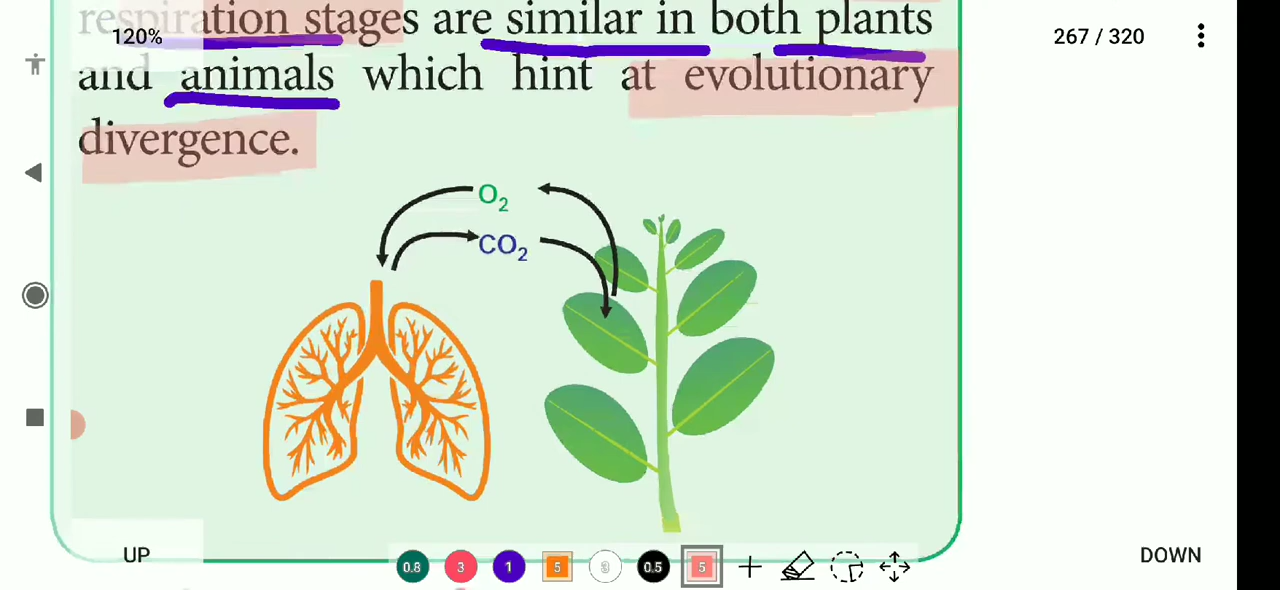 respiration stages are similar in both plants
120%
267 / 320
and animals which hint at evolutionary
divergence.
O2
CO2
UP
0.8
3
1
5
3
0.5
5
DOWN